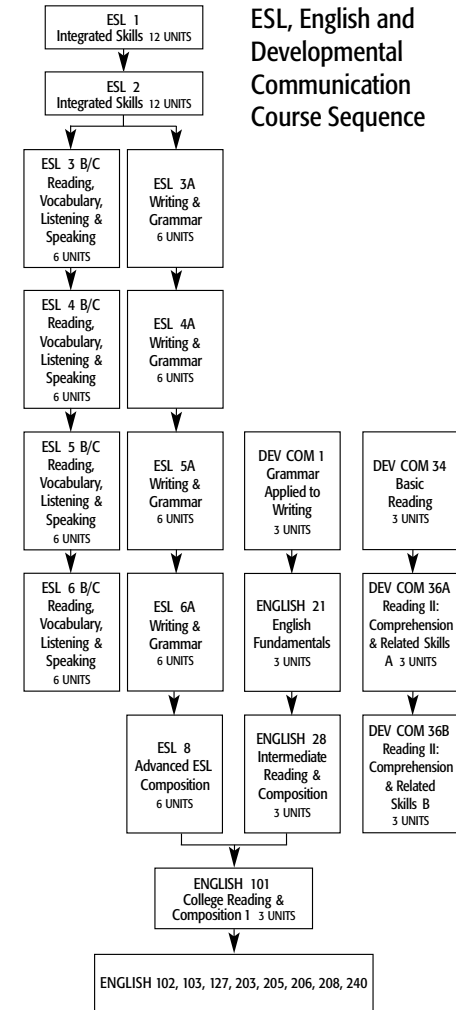 ESL, English and
Developmental
Communication
Course Sequence
ESL 1
Integrated Skills 12 UNITS
ESL 2
Integrated Skills 12 UNITS
ESL 3 B/C
Reading,
Vocabulary,
Listening &
Speaking
6 UNITS
ESL 3A
Writing &
Grammar
6 UNITS
ESL 4 B/C
Reading,
Vocabulary,
Listening &
Speaking
6 UNITS
ESL 4A
Writing &
Grammar
6 UNITS
ESL 5 B/C
Reading,
Vocabulary,
Listening &
Speaking
6 UNITS
ESL 5A
Writing &
Grammar
6 UNITS
DEV COM 1
Grammar
Applied to
Writing
3 UNITS
DEV COM 34
Basic
Reading
3 UNITS
ESL 6 B/C
Reading,
Vocabulary,
Listening &
Speaking
6 UNITS
ESL 6A
Writing &
Grammar
6 UNITS
ENGLISH 21
English
Fundamentals
3 UNITS
DEV COM 36A
Reading II:
Comprehension
& Related Skills
A 3 UNITS
ESL 8
Advanced ESL
Composition
6 UNITS
ENGLISH 28
Intermediate
Reading &
Composition
3 UNITS
DEV COM 36B
Reading II:
Comprehension
& Related
Skills B
3 UNITS
ENGLISH 101
College Reading &
Composition 1 3 UNITS
ENGLISH 102, 103, 127, 203, 205, 206, 208, 240